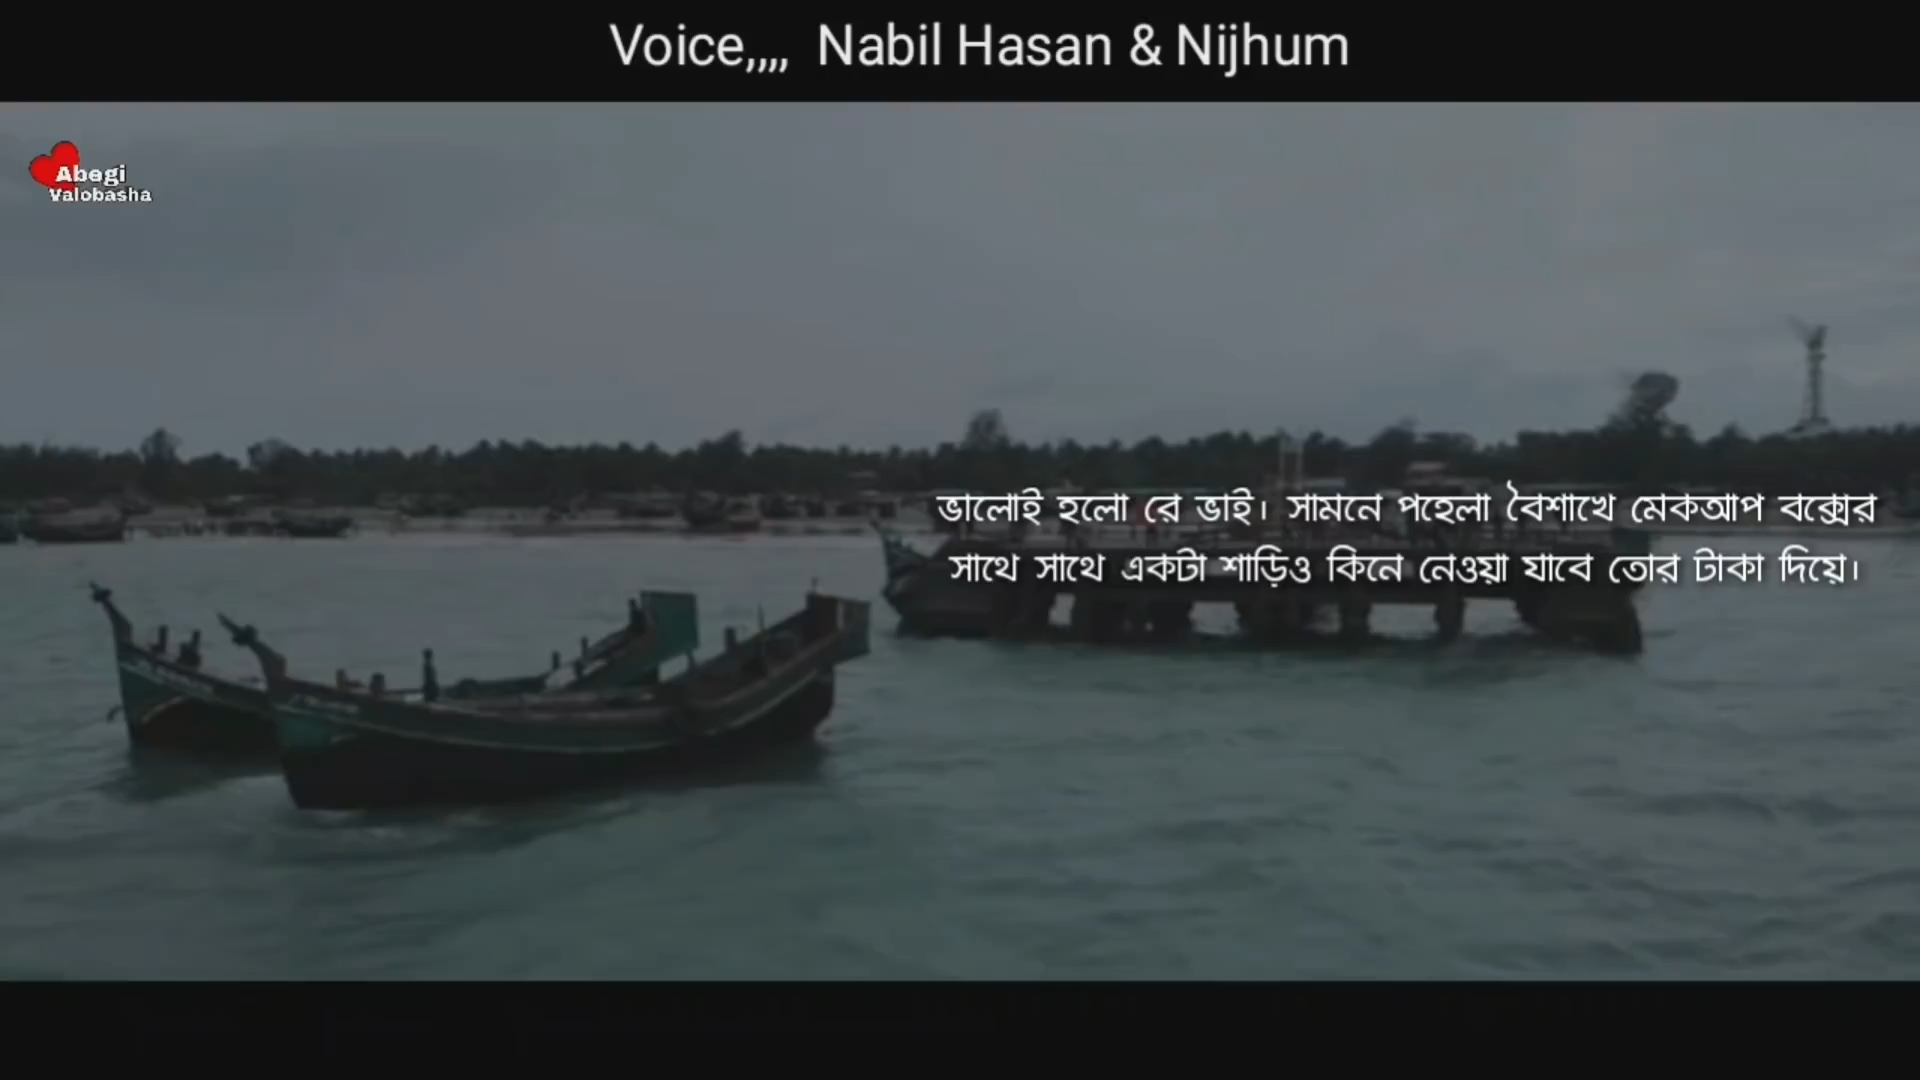 Voice,,,, Nabil Hasan & Nijhum
Abegi
Valobasha
ভালোই হলো রে ভাই। সামনে পহেলা বৈশাখে মেকআপ বক্সের
সাথে সাথে একটা শাড়িও কিনে নেওয়া যাবে তোর টাকা দিয়ে।